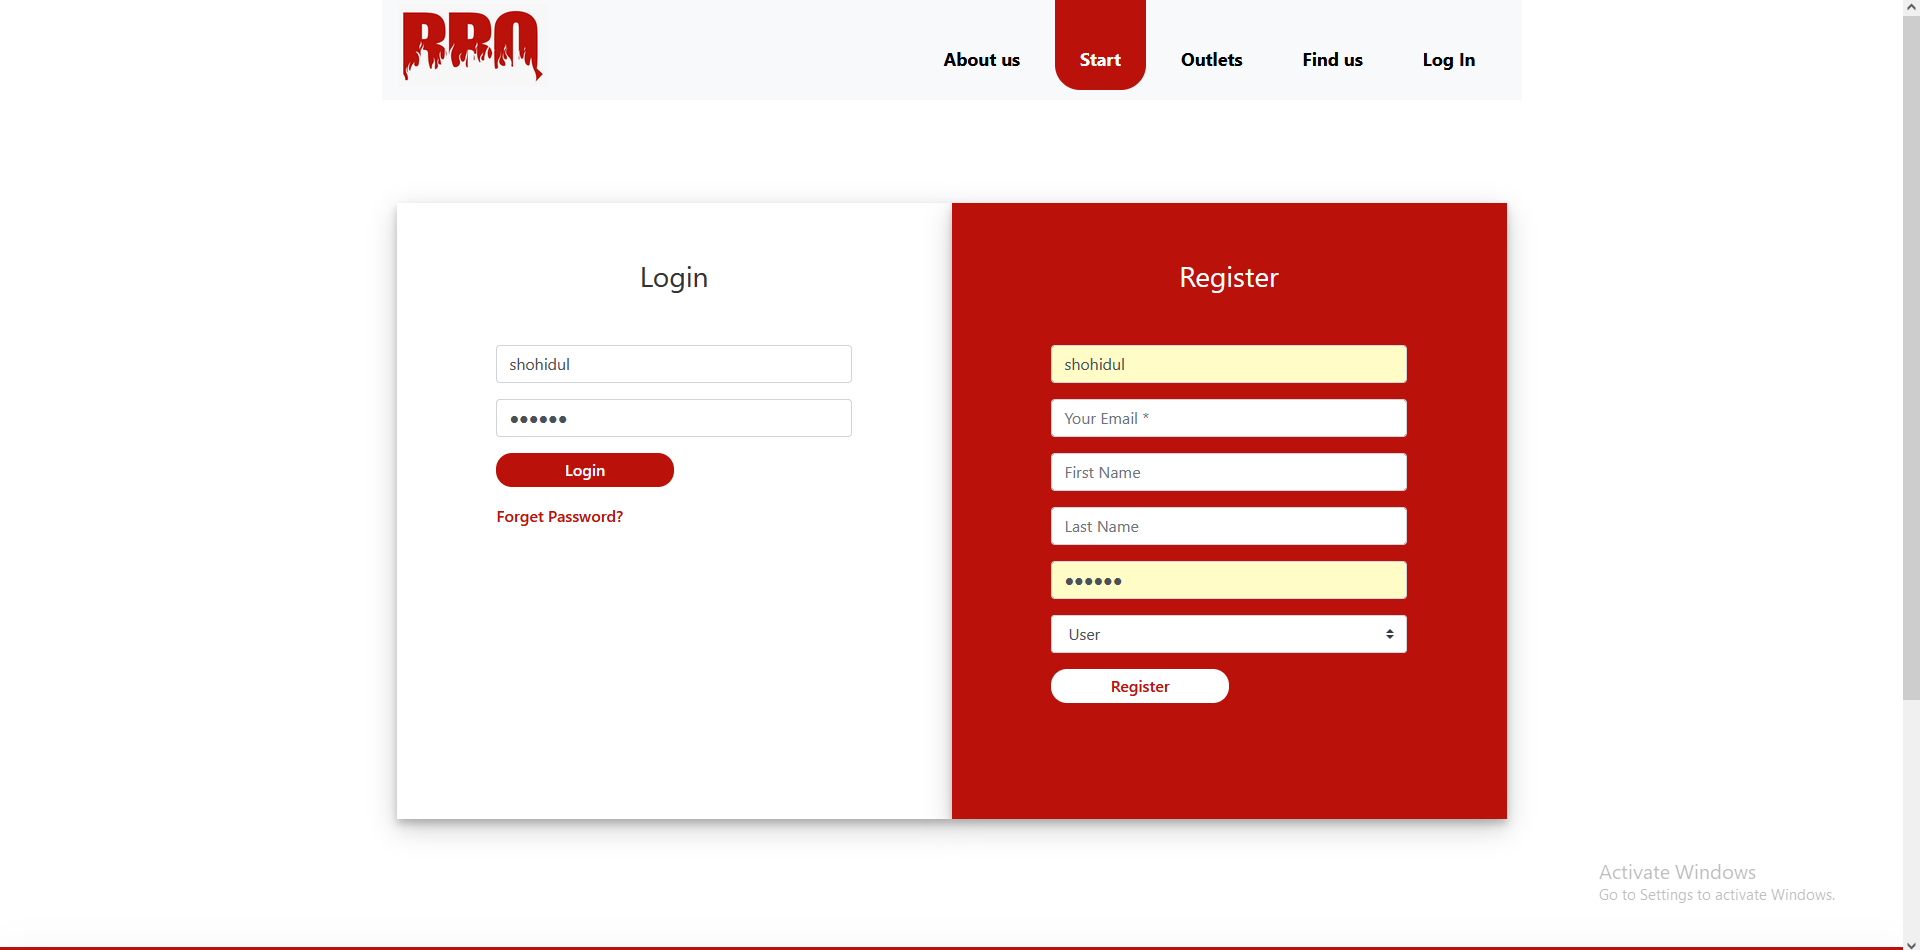 BBQ
About us
Start
Outlets
Find us
Log In
Login
shohidul
●●●●●●
Login
Forget Password?
Register
shohidul
Your Email *
First Name
Last Name
●●●●●●
User
Register
Activate Windows
Go to Settings to activate Windows.